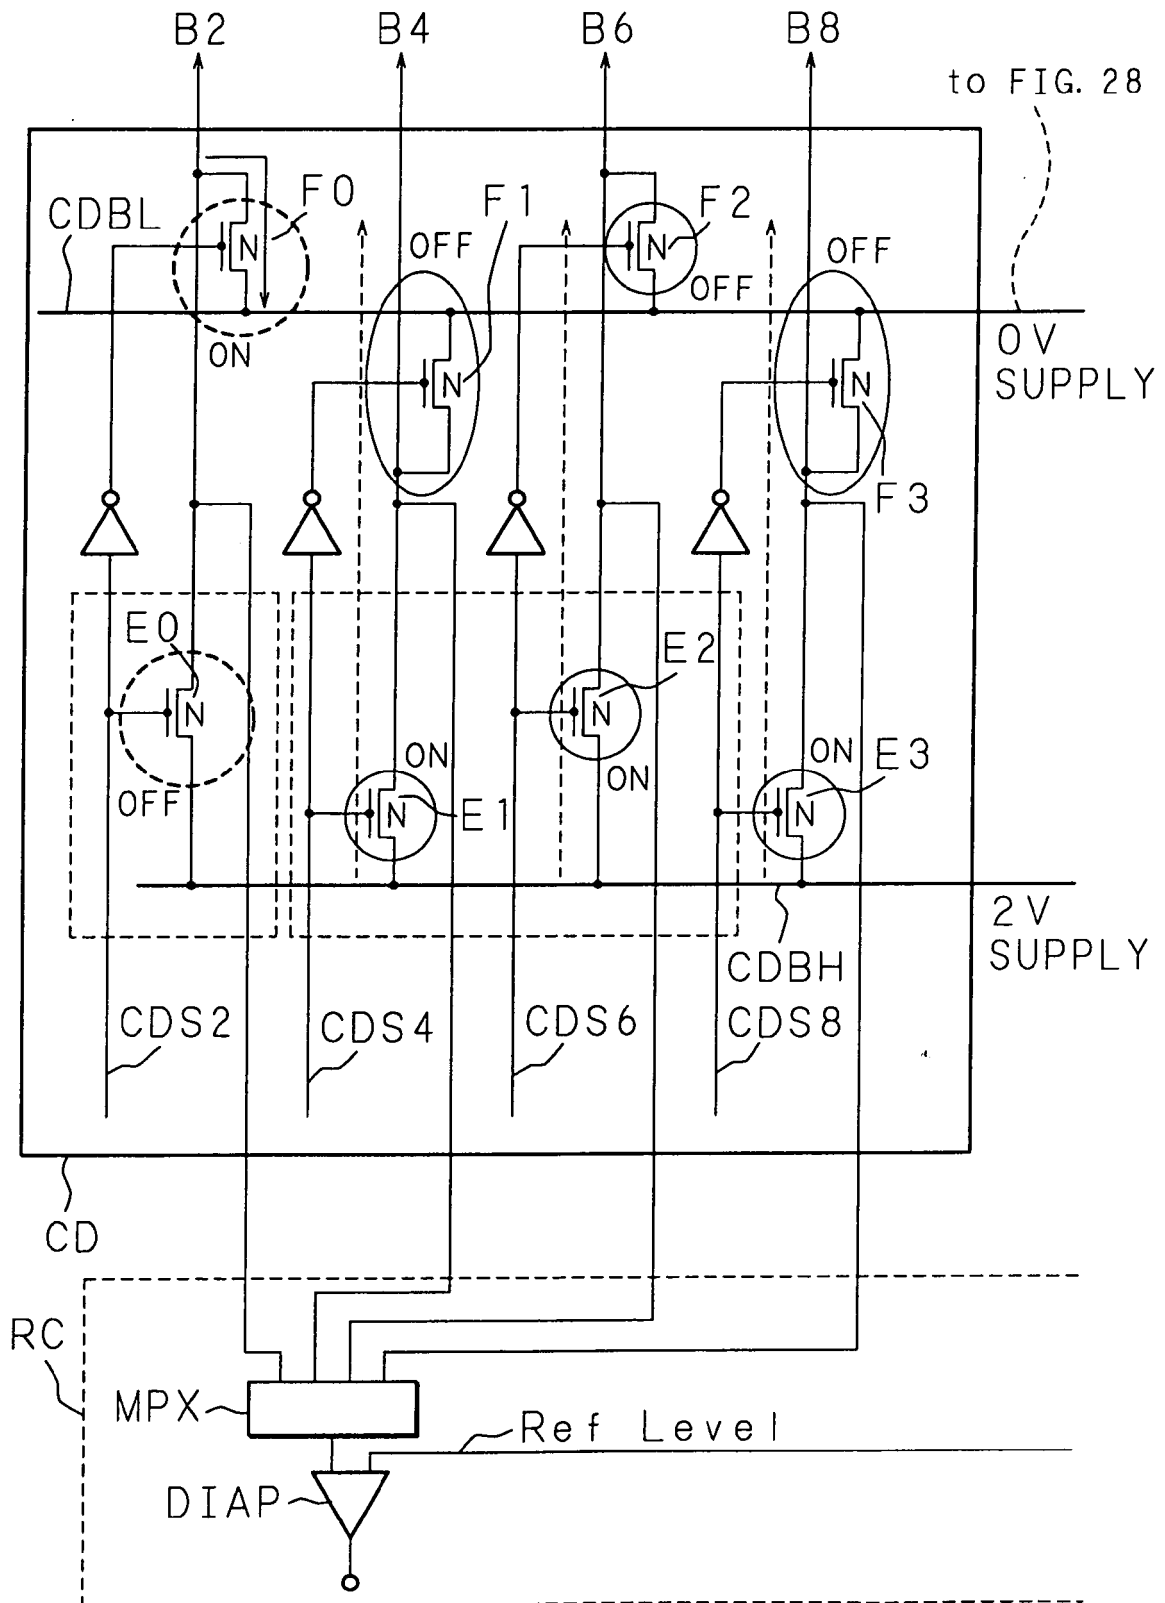 B2 B4 B6 B8
to FIG. 28
CDBL
F0
F1
F2
OFF
OFF
OFF
ON
N
N
0V
SUPPLY
N
N
F3
E0
E2
N
N
OFF
ON
ON
ON
E1
E3
N
N
2V
SUPPLY
CDBH
CDS2
CDS4
CDS6
CDS8
CD
RC
MPX
Ref Level
DIAP